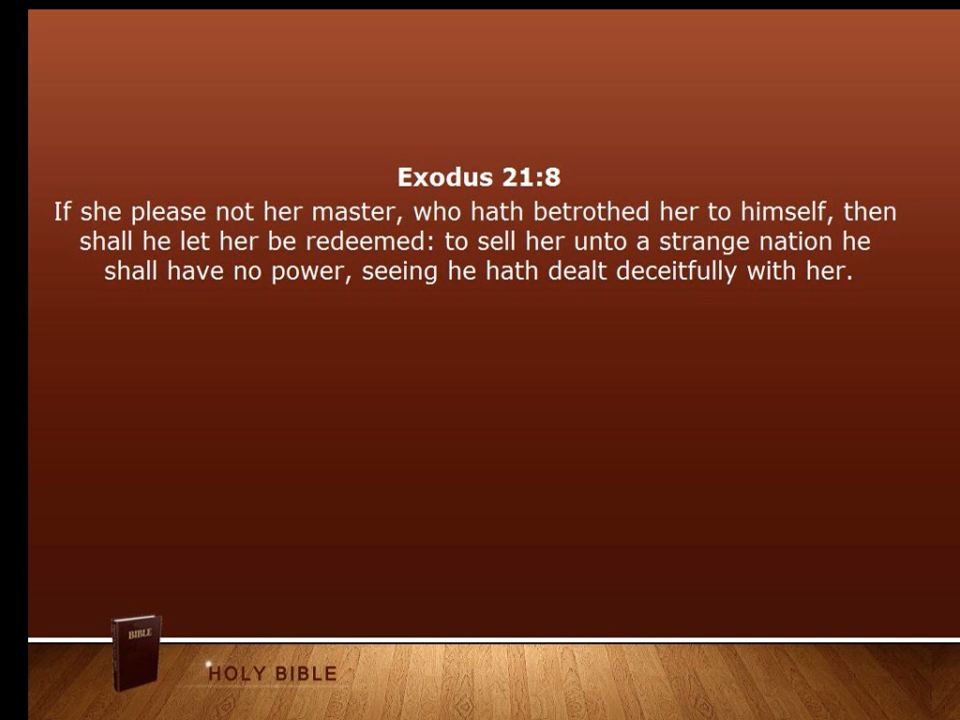 Exodus 21:8
If she please not her master, who hath betrothed her to himself, then
shall he let her be redeemed: to sell her unto a strange nation he
shall have no power, seeing he hath dealt deceitfully with her.
BIBLE
HOLY BIBLE